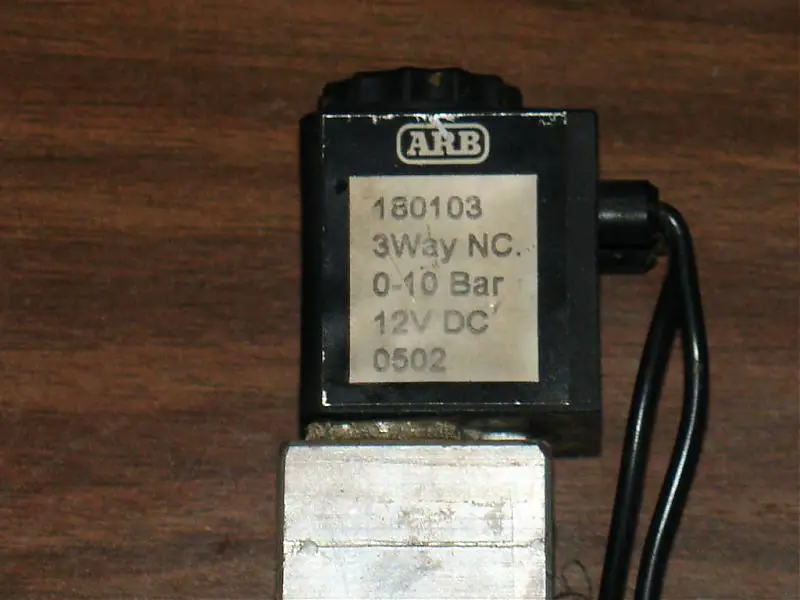 ARB
180103
3Way NC.
0-10 Bar
12V DC
0502